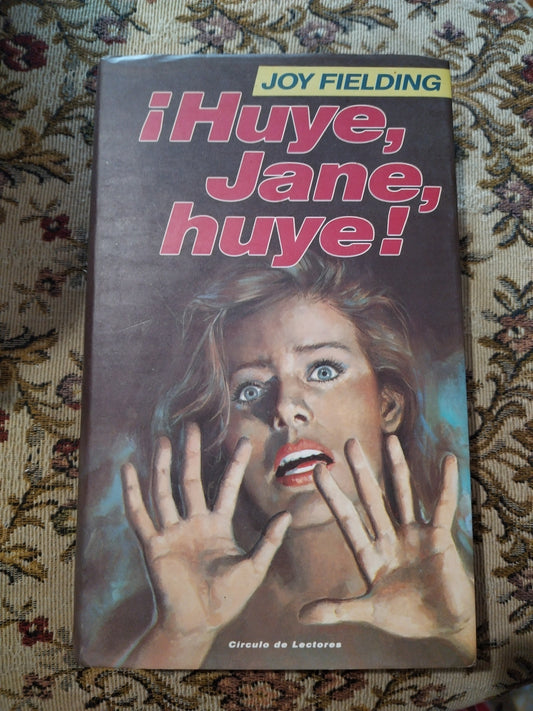 JOY FIELDING
¡Huye,
Jane,
huye!
Círculo de Lectores